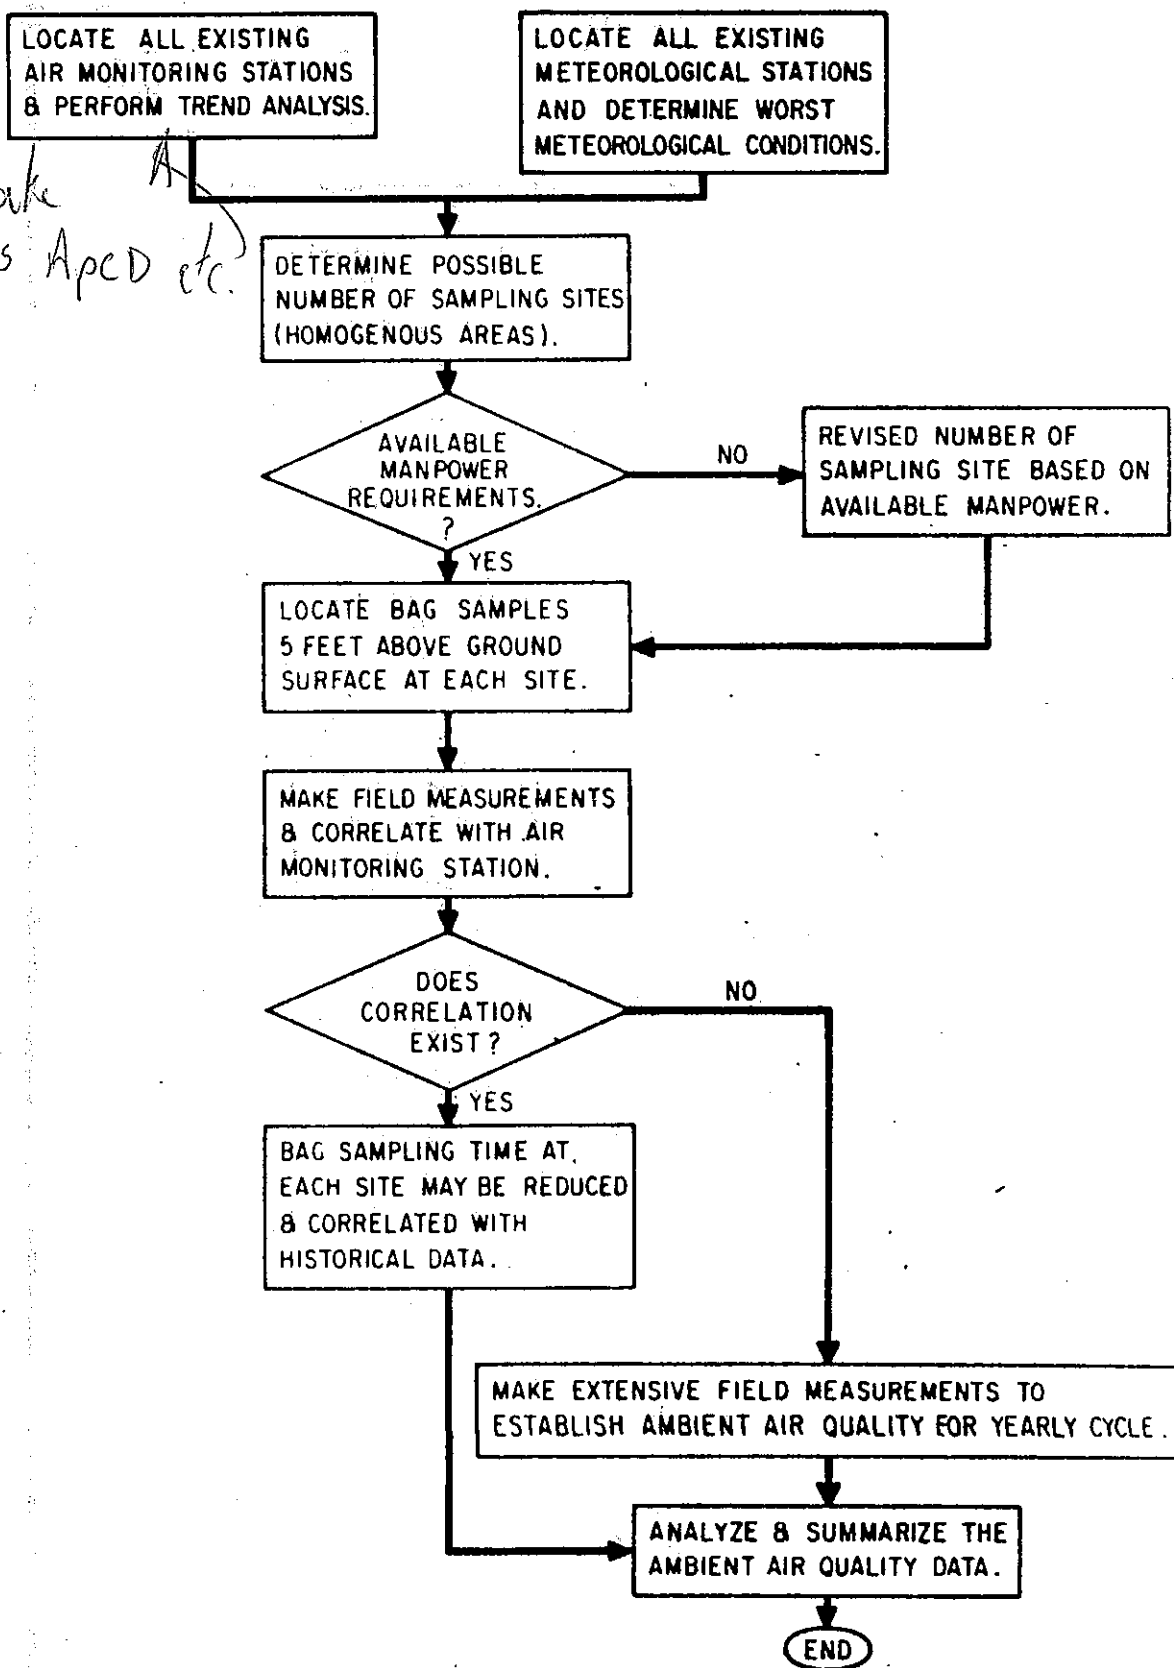 LOCATE ALL EXISTING
AIR MONITORING STATIONS
& PERFORM TREND ANALYSIS.
LOCATE ALL EXISTING
METEOROLOGICAL STATIONS
AND DETERMINE WORST
METEOROLOGICAL CONDITIONS.
A
s ApCD etc.
DETERMINE POSSIBLE
NUMBER OF SAMPLING SITES
(HOMOGENOUS AREAS).
AVAILABLE
MANPOWER
REQUIREMENTS.
?
NO
REVISED NUMBER OF
SAMPLING SITE BASED ON
AVAILABLE MANPOWER.
YES
LOCATE BAG SAMPLES
5 FEET ABOVE GROUND
SURFACE AT EACH SITE.
MAKE FIELD MEASUREMENTS
& CORRELATE WITH AIR
MONITORING STATION.
DOES
CORRELATION
EXIST?
NO
YES
BAG SAMPLING TIME AT
EACH SITE MAY BE REDUCED
& CORRELATED WITH
HISTORICAL DATA.
MAKE EXTENSIVE FIELD MEASUREMENTS TO
ESTABLISH AMBIENT AIR QUALITY FOR YEARLY CYCLE.
ANALYZE & SUMMARIZE THE
AMBIENT AIR QUALITY DATA.
END